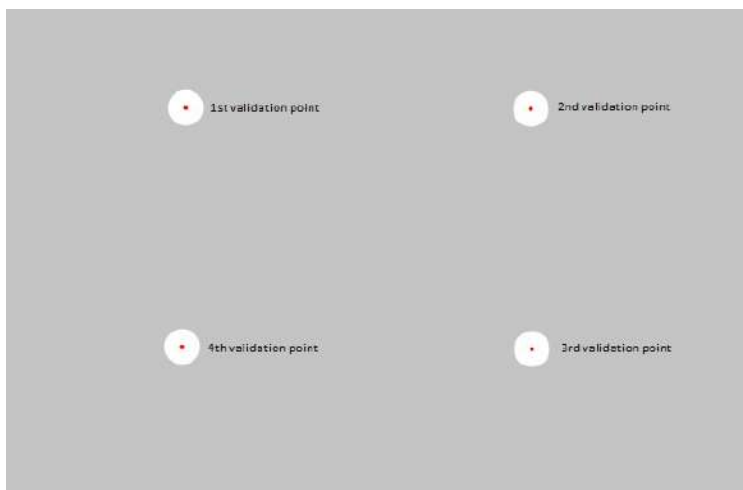 1st validation point
2nd validation point
4th validation point
3rd validation point